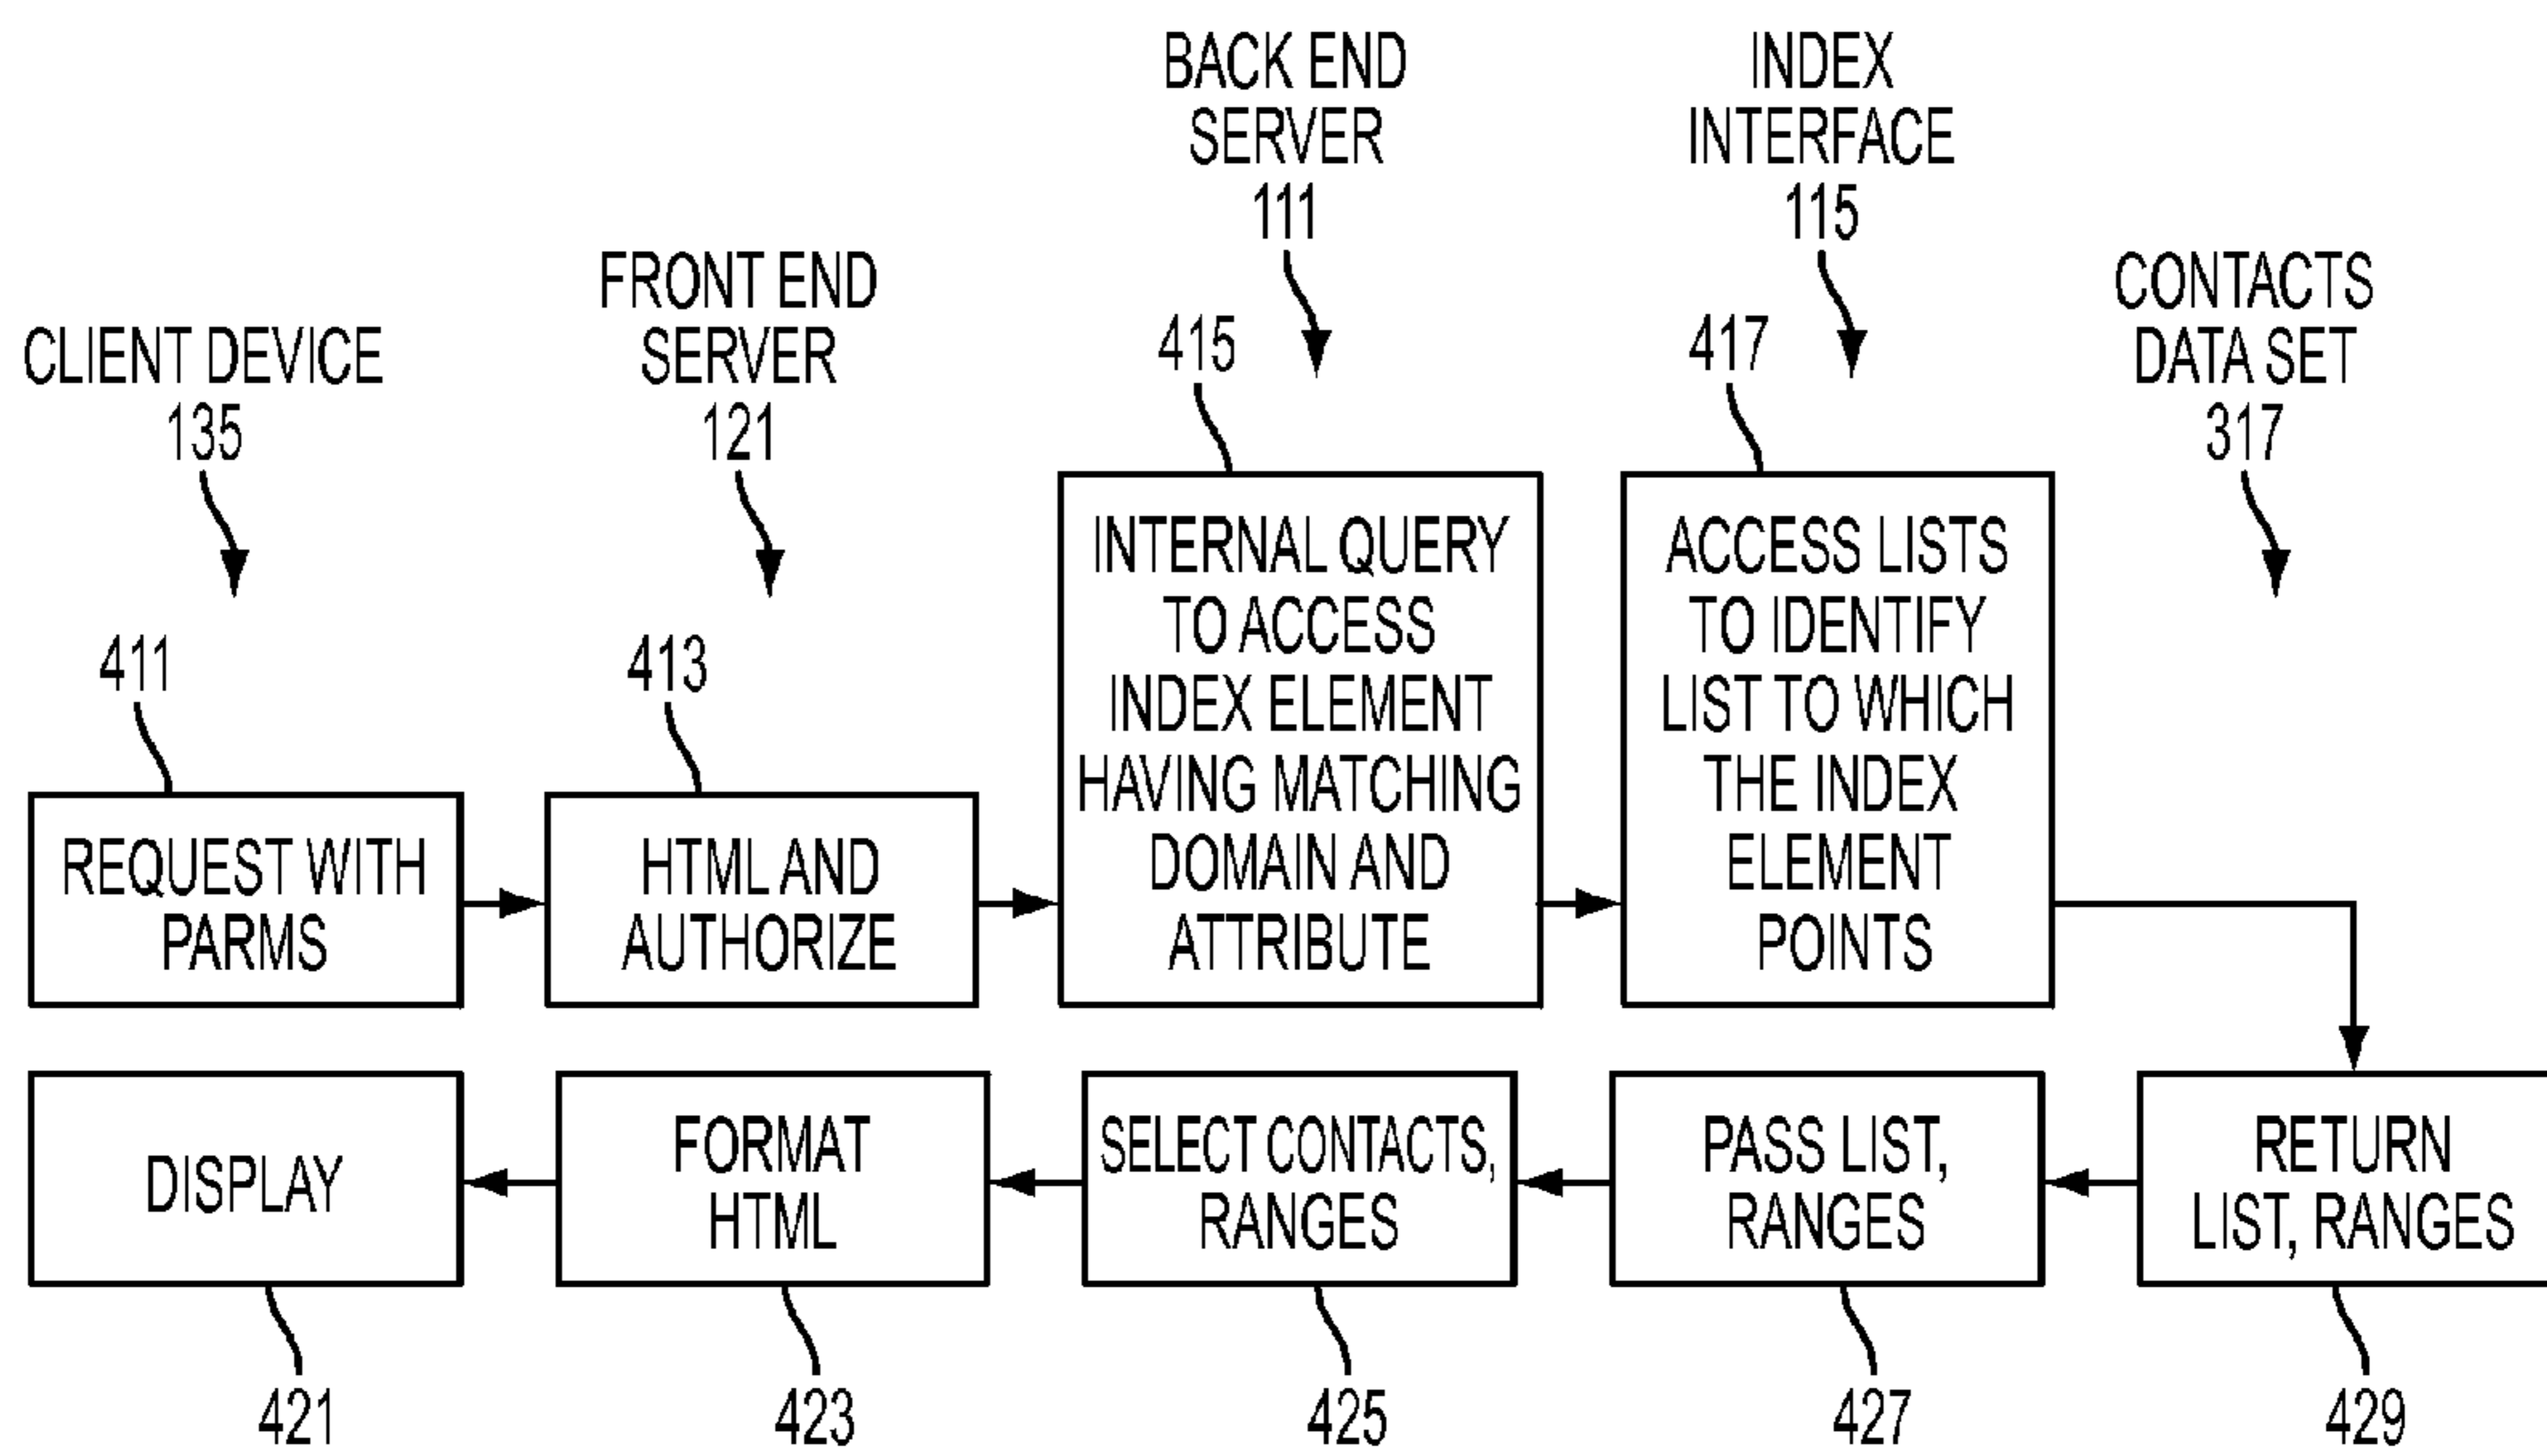 BACK END
SERVER
111
INDEX
INTERFACE
115
CLIENT DEVICE
135
FRONT END
SERVER
121
CONTACTS
DATA SET
317
411
REQUEST WITH
PARMS
413
HTML AND
AUTHORIZE
415
INTERNAL QUERY
TO ACCESS
INDEX ELEMENT
HAVING MATCHING
DOMAIN AND
ATTRIBUTE
417
ACCESS LISTS
TO IDENTIFY
LIST TO WHICH
THE INDEX
ELEMENT
POINTS
DISPLAY
421
FORMAT
HTML
423
SELECT CONTACTS,
RANGES
425
PASS LIST,
RANGES
427
RETURN
LIST, RANGES
429